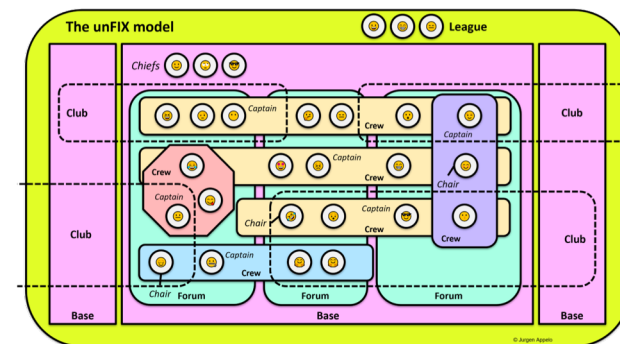 The unFIX model
League
Chiefs
Club
Captain
Crew
Captain
Club
Crew
Captain
Crew
Chair
Captain
Club
Chair
Captain
Crew
Crew
Club
Captain
Crew
Chair
Forum
Forum
Forum
Base
Base
Base
© Jurgen Appelo